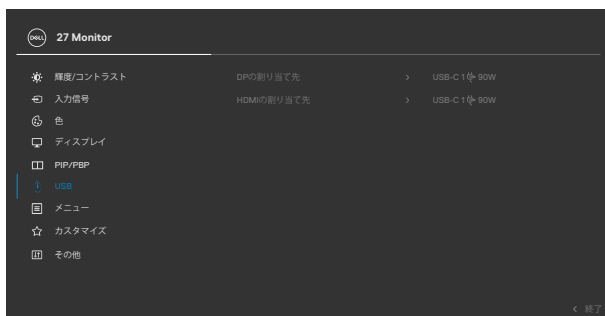 DELL 27 Monitor
輝度/コントラスト DPの割り当て先 > USB-C 1 90W
入力信号 HDMIの割り当て先 > USB-C 1 90W
色
ディスプレイ
PIP/PBP
USB
メニュー
カスタマイズ
その他
< 終了